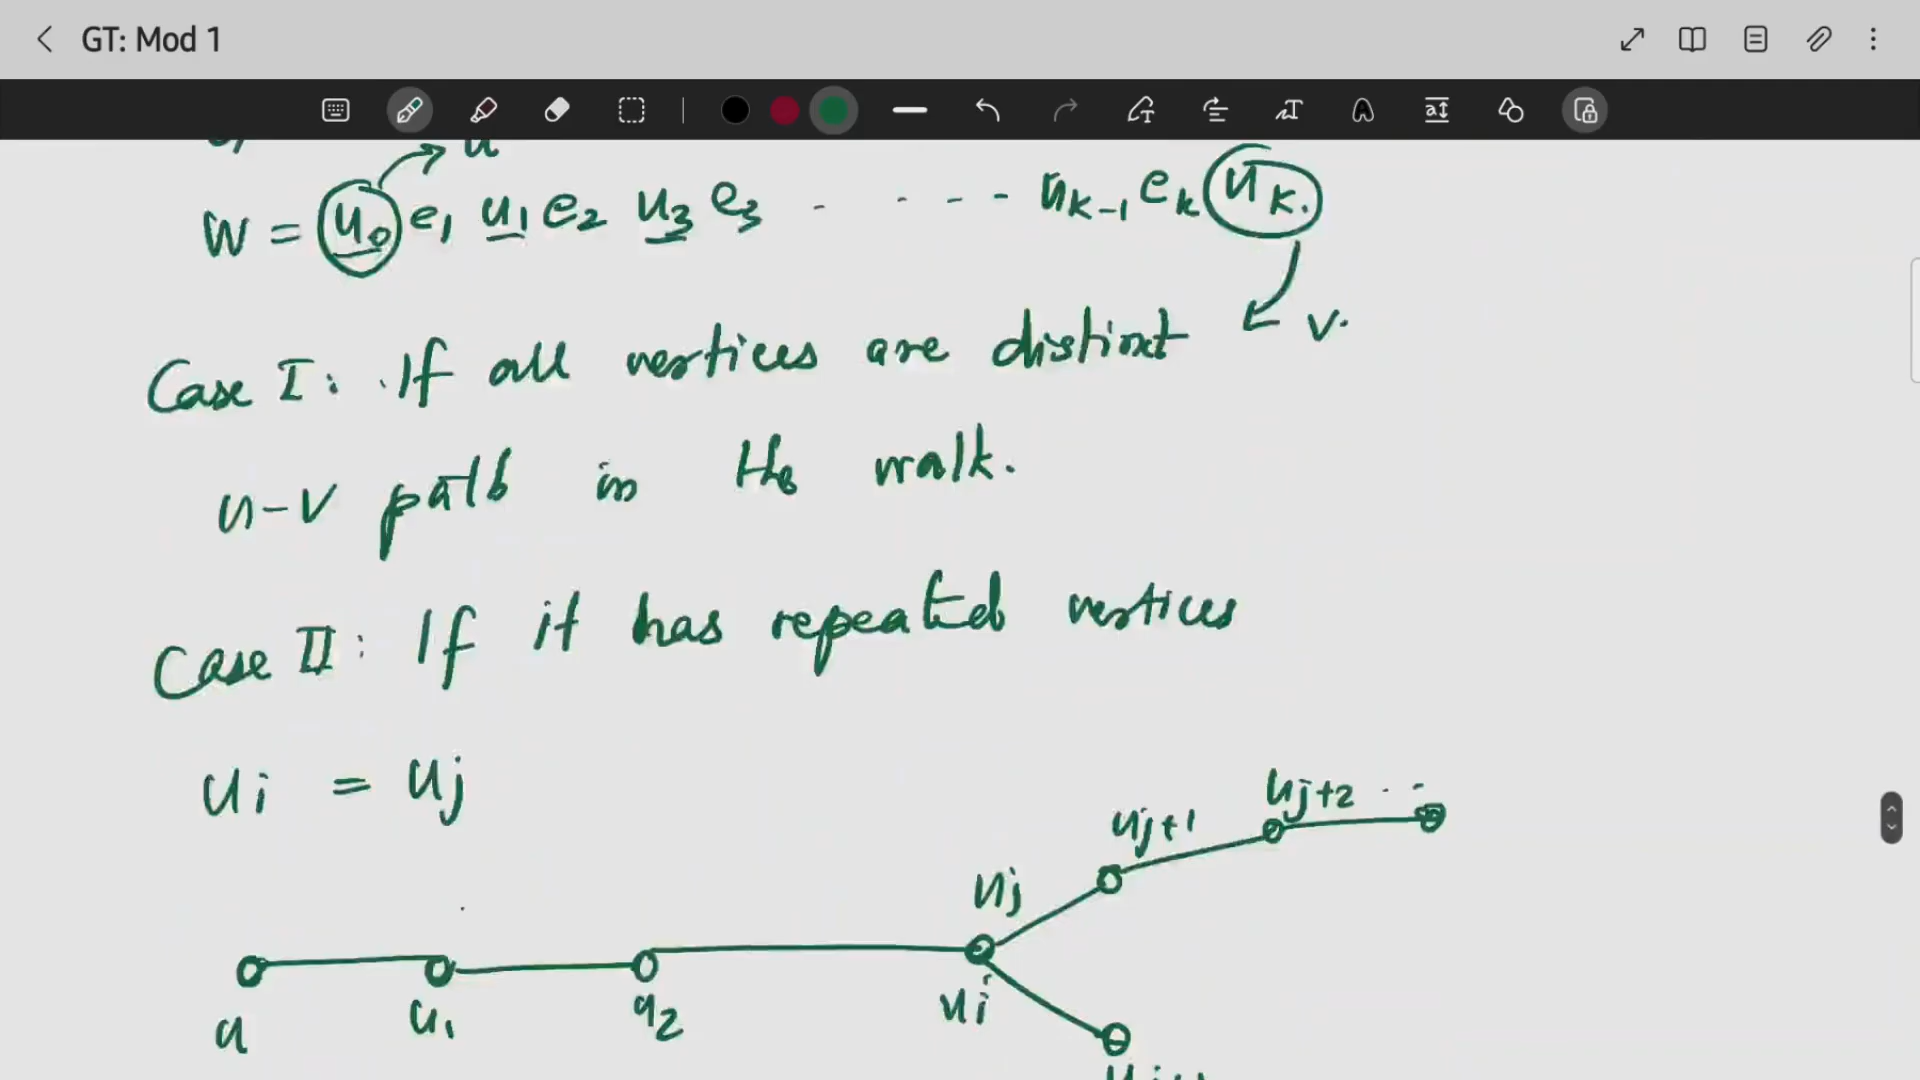 GT: Mod 1
u
W = u0 e1 u1 e2 u3 e3 - · - - uk-1 ek uk.
v.
Case I: If all vertices are distinct
u-v path in the walk.
Case II: If it has repeated vertices
ui = uj
uj+1 uj+2 ..
uj
u u1 u2 ui